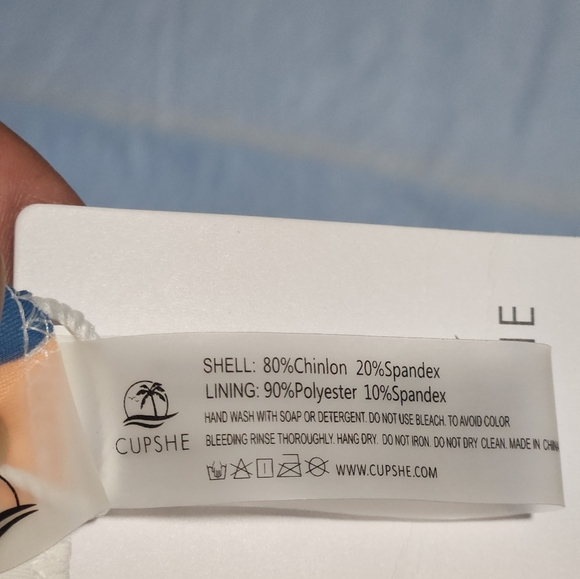 SHELL: 80%Chinlon 20%Spandex
LINING: 90%Polyester 10%Spandex
HAND WASH WITH SOAP OR DETERGENT. DO NOT USE BLEACH. TO AVOID COLOR
BLEEDING RINSE THOROUGHLY. HANG DRY. DO NOT IRON. DO NOT DRY CLEAN. MADE IN CHINA
WWW.CUPSHE.COM
CUPSHE
HE